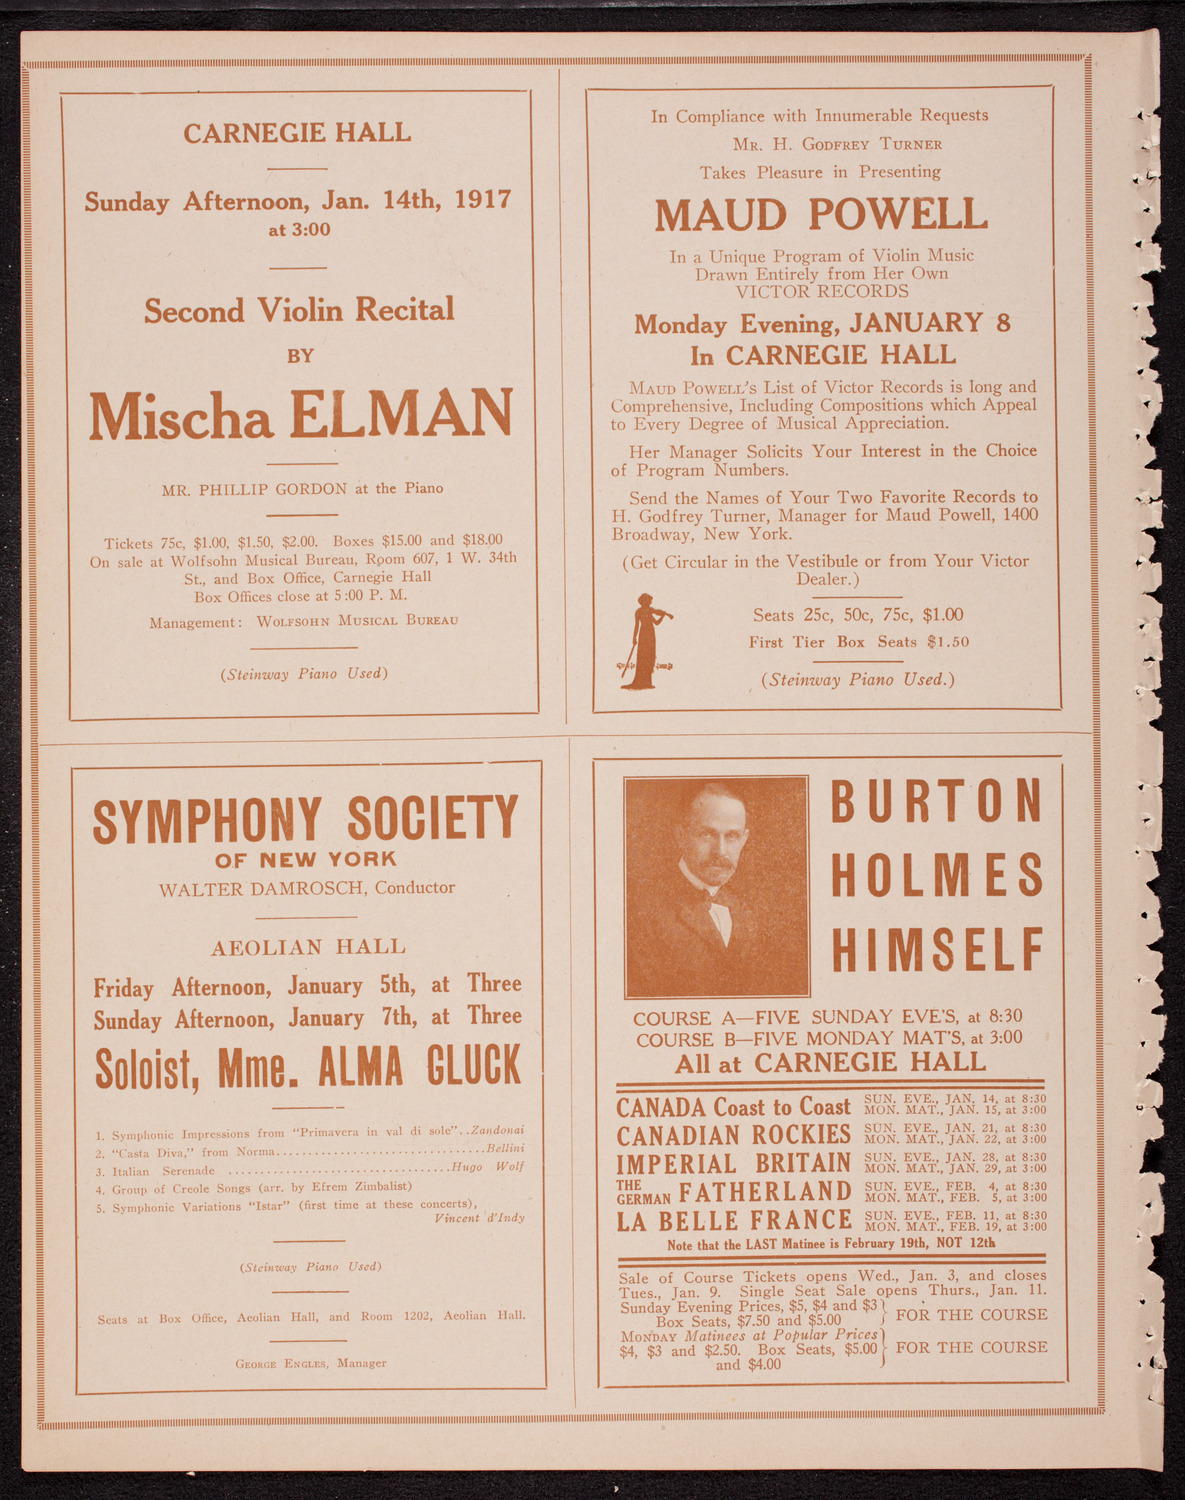 CARNEGIE HALL
Sunday Afternoon, Jan. 14th, 1917
at 3:00
Second Violin Recital
BY
Mischa ELMAN
MR. PHILLIP GORDON at the Piano
Tickets 75c, $1.00, $1.50, $2.00. Boxes $15.00 and $18.00
On sale at Wolfsohn Musical Bureau, Room 607, 1 W. 34th
St., and Box Office, Carnegie Hall
Box Offices close at 5:00 P. M.
Management: WOLFSOHN MUSICAL BUREAU
(Steinway Piano Used)
In Compliance with Innumerable Requests
MR. H. GODFREY TURNER
Takes Pleasure in Presenting
MAUD POWELL
In a Unique Program of Violin Music
Drawn Entirely from Her Own
VICTOR RECORDS
Monday Evening, JANUARY 8
In CARNEGIE HALL
MAUD POWELL'S List of Victor Records is long and
Comprehensive, Including Compositions which Appeal
to Every Degree of Musical Appreciation.
Her Manager Solicits Your Interest in the Choice
of Program Numbers.
Send the Names of Your Two Favorite Records to
H. Godfrey Turner, Manager for Maud Powell, 1400
Broadway, New York.
(Get Circular in the Vestibule or from Your Victor
Dealer.)
Seats 25c, 50c, 75c, $1.00
First Tier Box Seats $1.50
(Steinway Piano Used.)
SYMPHONY SOCIETY
OF NEW YORK
WALTER DAMROSCH, Conductor
AEOLIAN HALL
Friday Afternoon, January 5th, at Three
Sunday Afternoon, January 7th, at Three
Soloist, Mme. ALMA GLUCK
1. Symphonic Impressions from "Primavera in val di sole"..Zandonai
2. "Casta Diva," from Norma................................Bellini
3. Italian Serenade ..................................Hugo Wolf
4. Group of Creole Songs (arr. by Efrem Zimbalist)
5. Symphonic Variations "Istar" (first time at these concerts),
Vincent d'Indy
(Steinway Piano Used)
Seats at Box Office, Aeolian Hall, and Room 1202, Aeolian Hall.
GEORGE ENGLES, Manager
BURTON
HOLMES
HIMSELF
COURSE A—FIVE SUNDAY EVE'S, at 8:30
COURSE B—FIVE MONDAY MAT'S, at 3:00
All at CARNEGIE HALL
CANADA Coast to Coast SUN. EVE., JAN. 14, at 8:30
MON. MAT., JAN. 15, at 3:00
CANADIAN ROCKIES SUN. EVE., JAN. 21, at 8:30
MON. MAT., JAN. 22, at 3:00
IMPERIAL BRITAIN SUN. EVE., JAN. 28, at 8:30
MON. MAT., JAN. 29, at 3:00
THE GERMAN FATHERLAND SUN. EVE., FEB. 4, at 8:30
MON. MAT., FEB. 5, at 3:00
LA BELLE FRANCE SUN. EVE., FEB. 11, at 8:30
MON. MAT., FEB. 19, at 3:00
Note that the LAST Matinee is February 19th, NOT 12th
Sale of Course Tickets opens Wed., Jan. 3, and closes
Tues., Jan. 9. Single Seat Sale opens Thurs., Jan. 11.
Sunday Evening Prices, $5, $4 and $3
Box Seats, $7.50 and $5.00 } FOR THE COURSE
MONDAY Matinees at Popular Prices
$4, $3 and $2.50. Box Seats, $5.00 } FOR THE COURSE
and $4.00